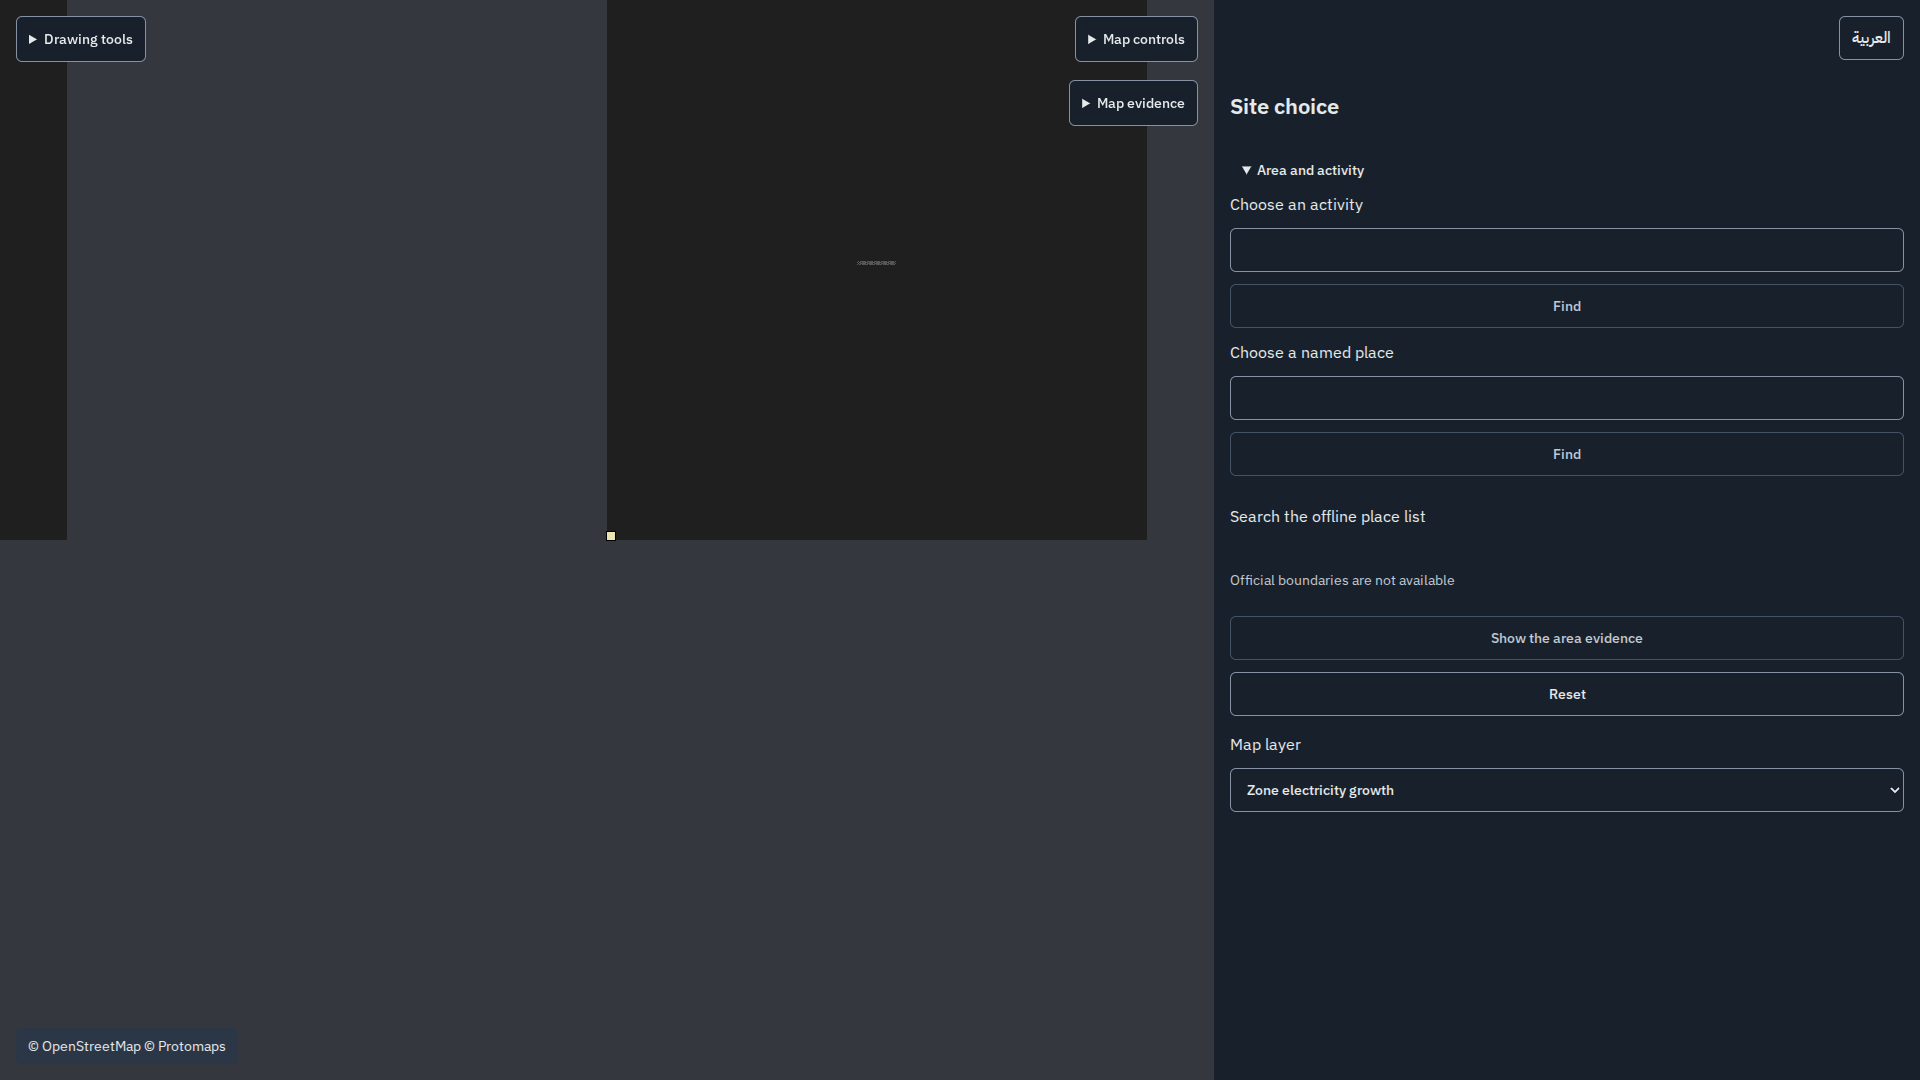 Drawing tools
Map controls
Map evidence
العربية
Site choice
Area and activity
Choose an activity
Find
Choose a named place
Find
Search the offline place list
Official boundaries are not available
Show the area evidence
Reset
Map layer
Zone electricity growth
© OpenStreetMap © Protomaps